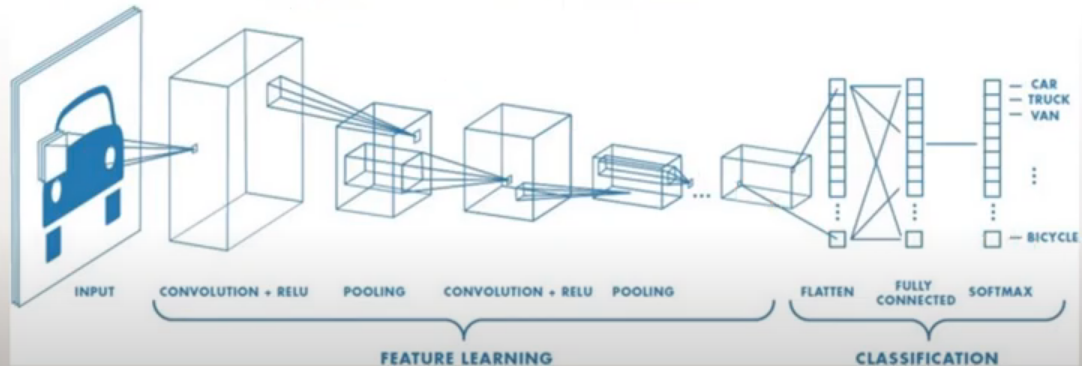 CAR
TRUCK
VAN
BICYCLE
INPUT
CONVOLUTION + RELU
POOLING
CONVOLUTION + RELU
POOLING
FLATTEN
FULLY
CONNECTED
SOFTMAX
FEATURE LEARNING
CLASSIFICATION